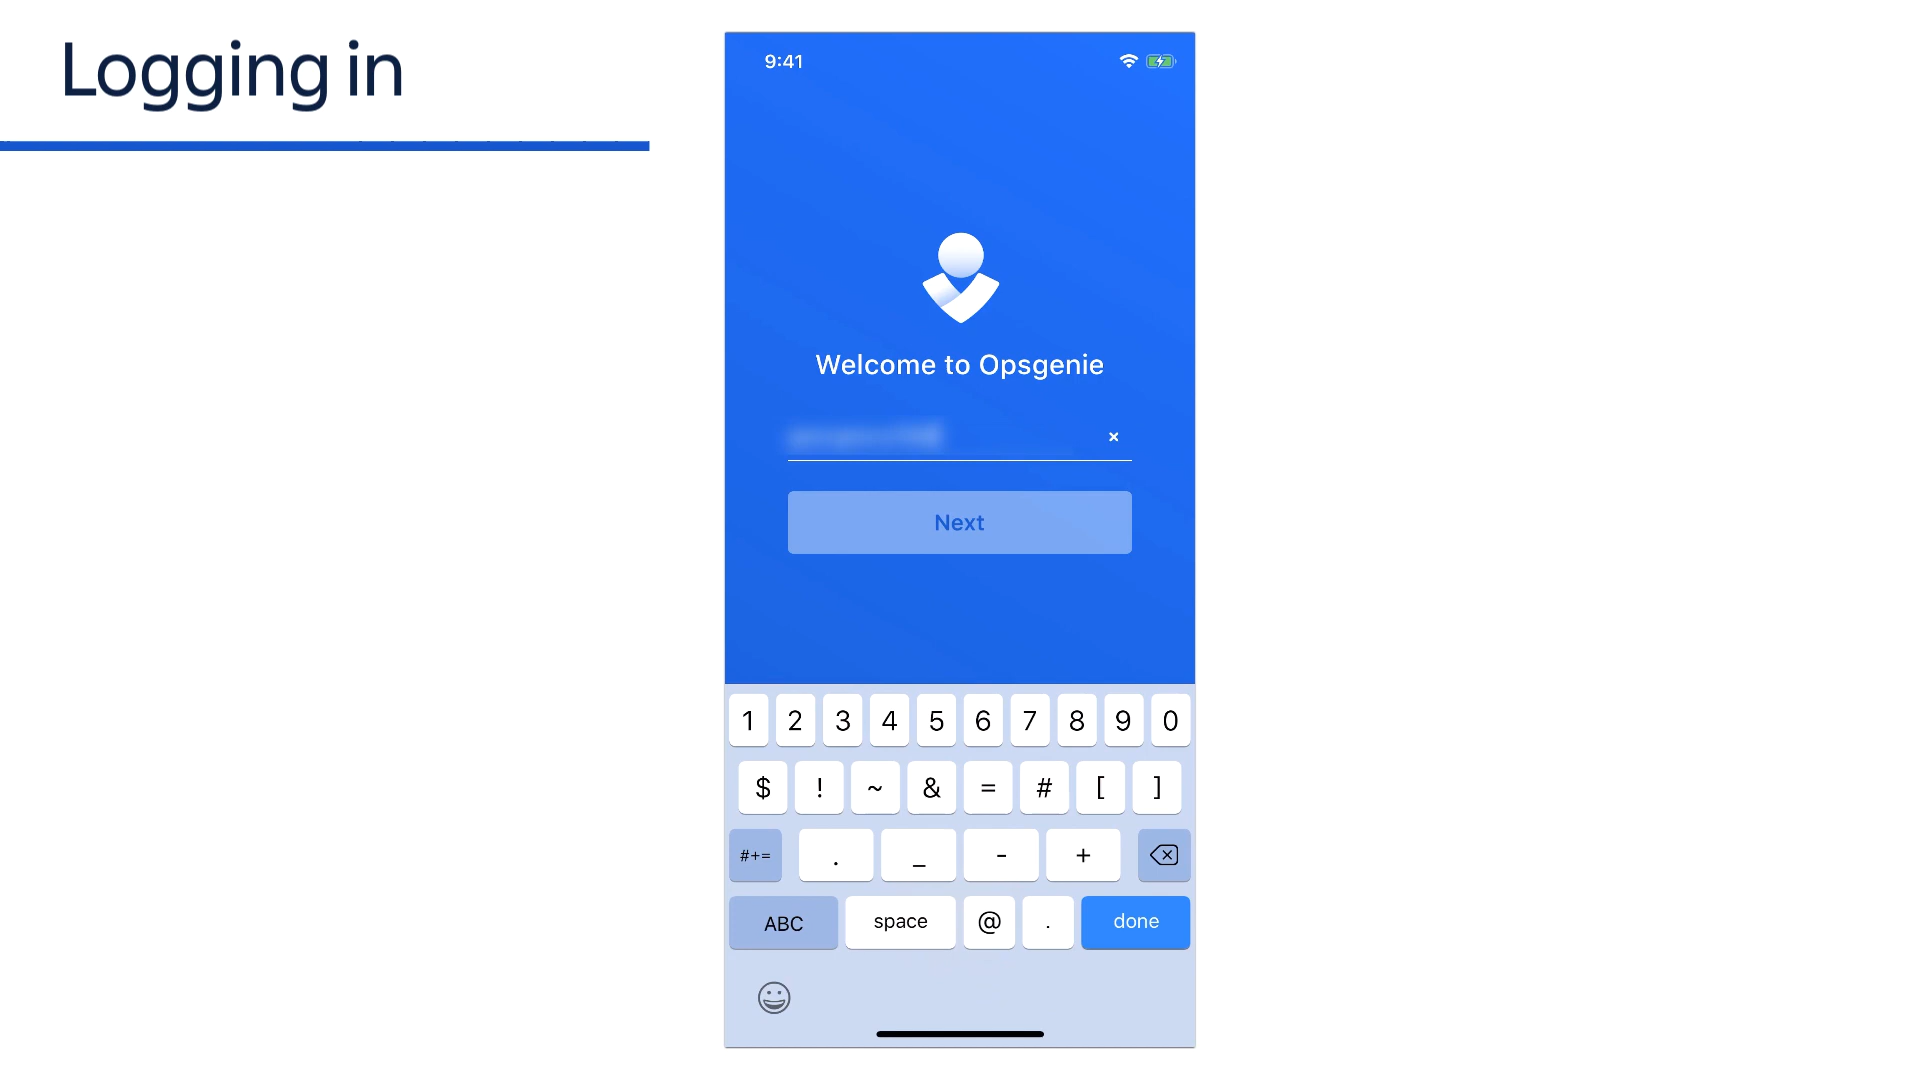 Logging in
9:41
Welcome to Opsgenie
×
Next
1 2 3 4 5 6 7 8 9 0
$ ! ~ & = # [ ]
#+= . _ - +
ABC space @ . done